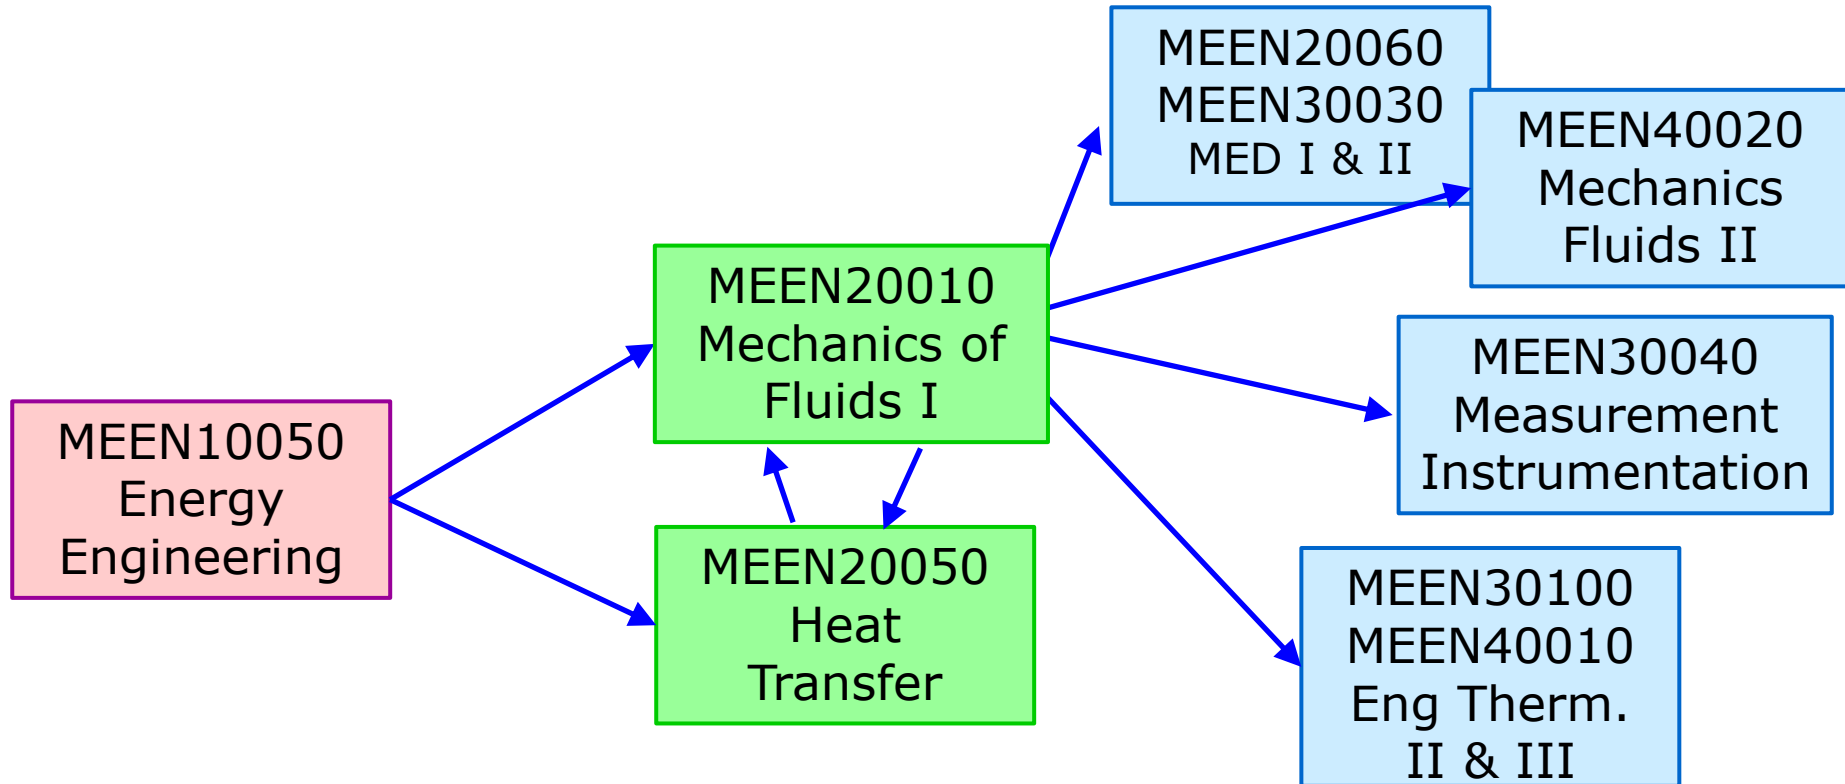 MEEN10050
Energy
Engineering
MEEN20010
Mechanics of
Fluids I
MEEN20050
Heat
Transfer
MEEN20060
MEEN30030
MED I & II
MEEN40020
Mechanics
Fluids II
MEEN30040
Measurement
Instrumentation
MEEN30100
MEEN40010
Eng Therm.
II & III